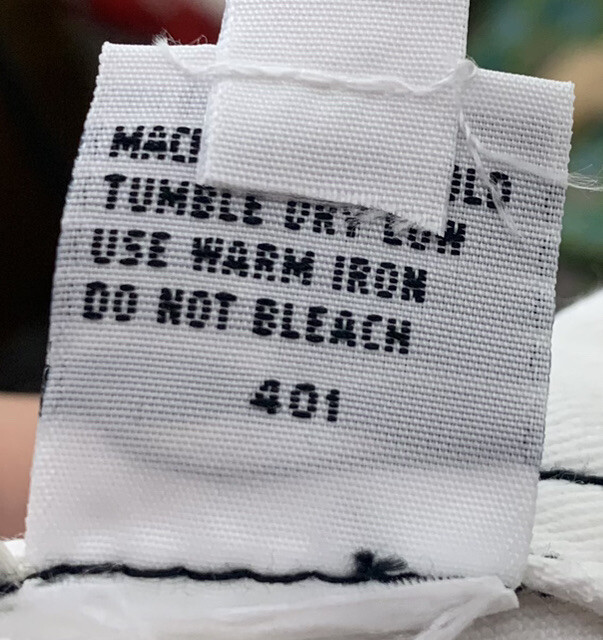 TUMBLE DRY LOW
USE WARM IRON
DO NOT BLEACH
401